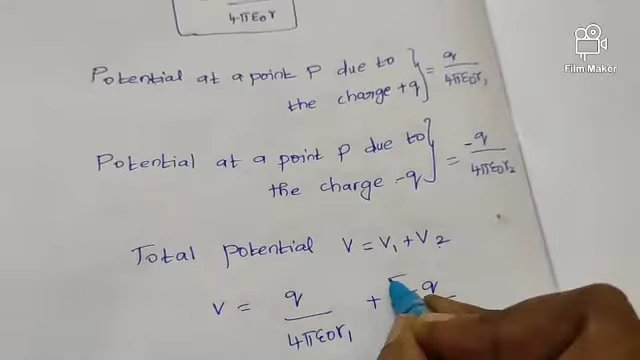 4πε₀r
Film Maker
Potential at a point P due to
the charge +q } = q / 4πε₀r₁
Potential at a point P due to
the charge -q } = -q / 4πε₀r₂
Total potential V = V₁ + V₂
V = q / 4πε₀r₁ + [-q